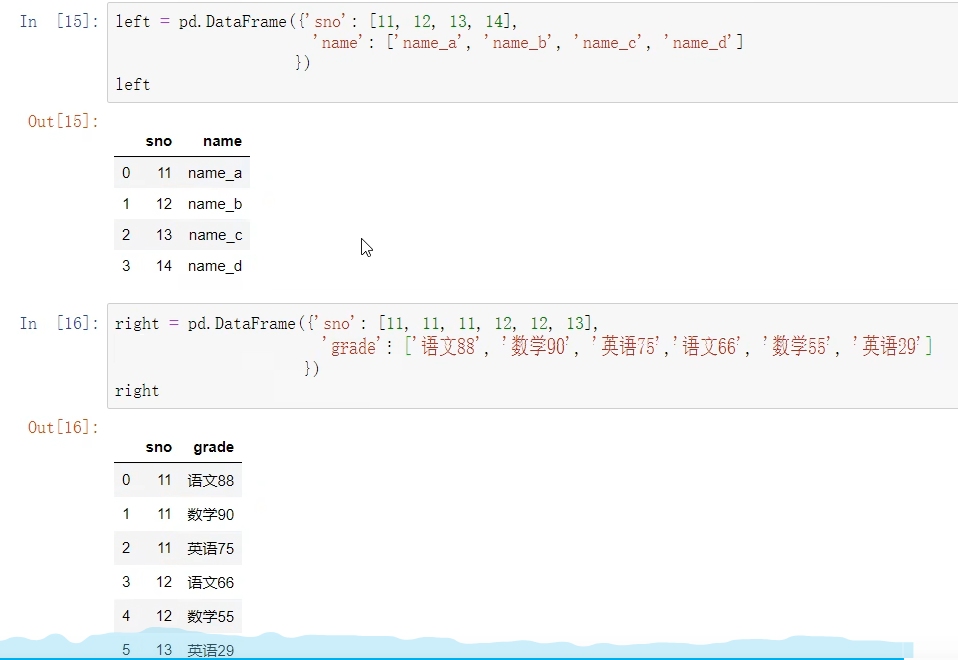 In [15]: left = pd.DataFrame({'sno': [11, 12, 13, 14],
'name': ['name_a', 'name_b', 'name_c', 'name_d']
})
left
Out[15]:
sno name
0 11 name_a
1 12 name_b
2 13 name_c
3 14 name_d
In [16]: right = pd.DataFrame({'sno': [11, 11, 11, 12, 12, 13],
'grade': ['语文88', '数学90', '英语75','语文66', '数学55', '英语29']
})
right
Out[16]:
sno grade
0 11 语文88
1 11 数学90
2 11 英语75
3 12 语文66
4 12 数学55
5 13 英语29